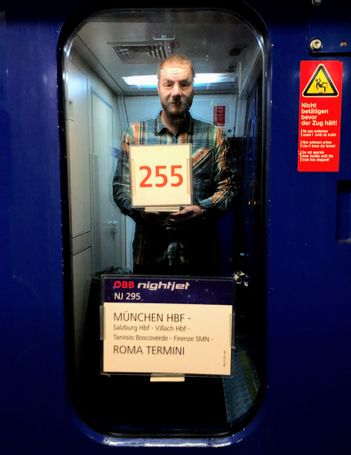 255
ÖBB nightjet
NJ 295
MÜNCHEN HBF -
Salzburg Hbf - Villach Hbf -
Tarvisio Boscoverde - Firenze SMN -
ROMA TERMINI
Nicht
betätigen
bevor
der Zug hält!